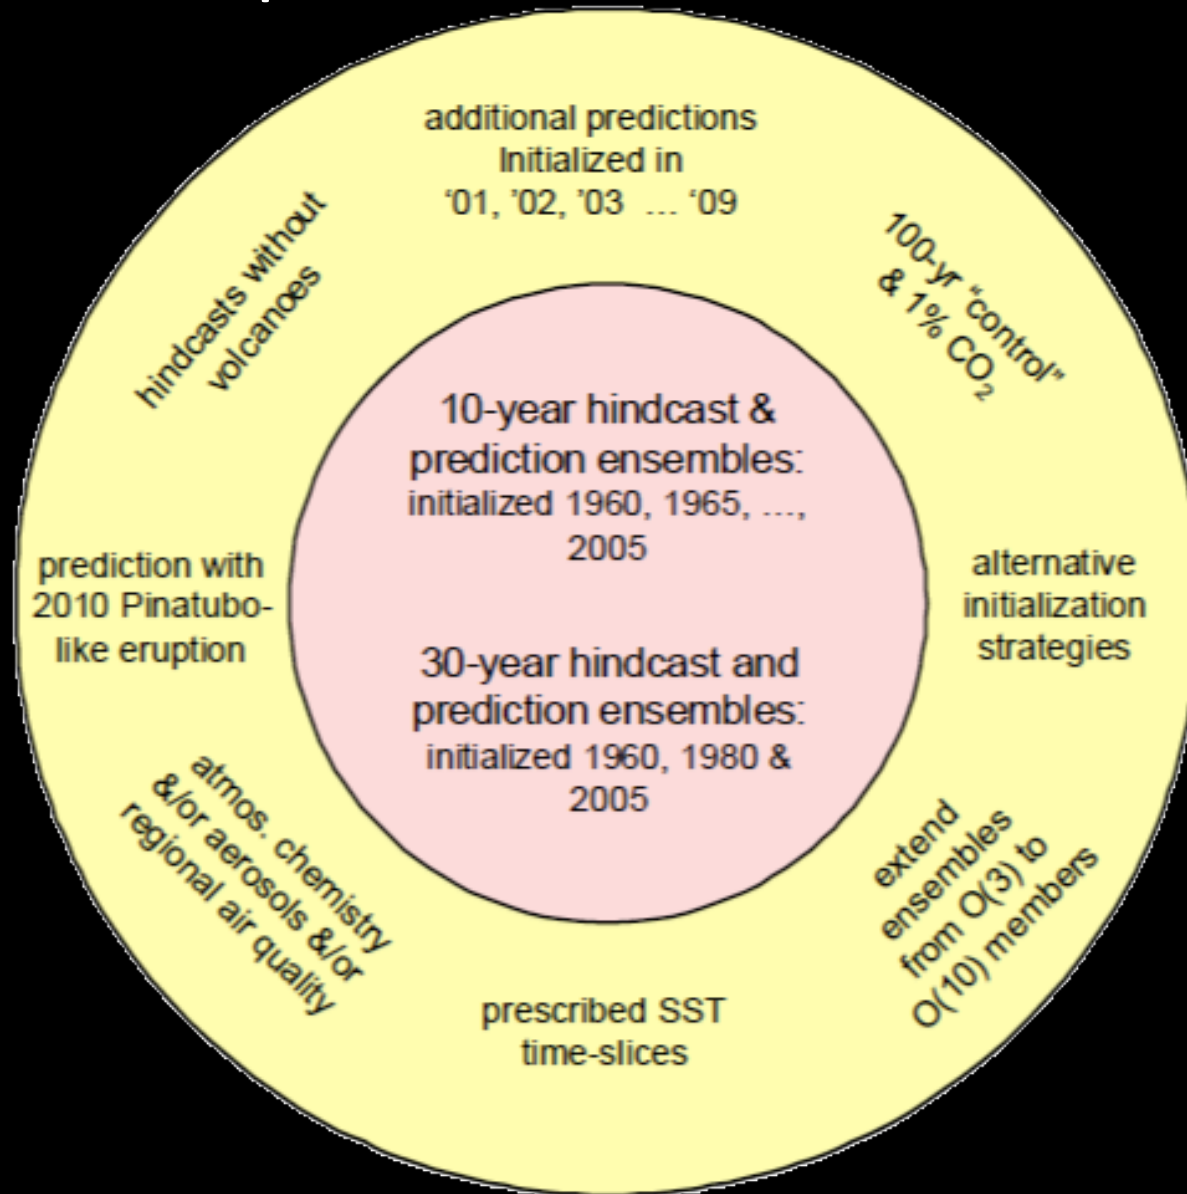 additional predictions
Initialized in
‘01, ’02, ’03 … ‘09
hindcasts without
volcanoes
100-yr “control”
& 1% CO₂
10-year hindcast &
prediction ensembles:
initialized 1960, 1965, …,
2005
prediction with
2010 Pinatubo-
like eruption
alternative
initialization
strategies
30-year hindcast and
prediction ensembles:
initialized 1960, 1980 &
2005
atmos. chemistry
&/or aerosols &/or
regional air quality
extend
ensembles
from O(3) to
O(10) members
prescribed SST
time-slices